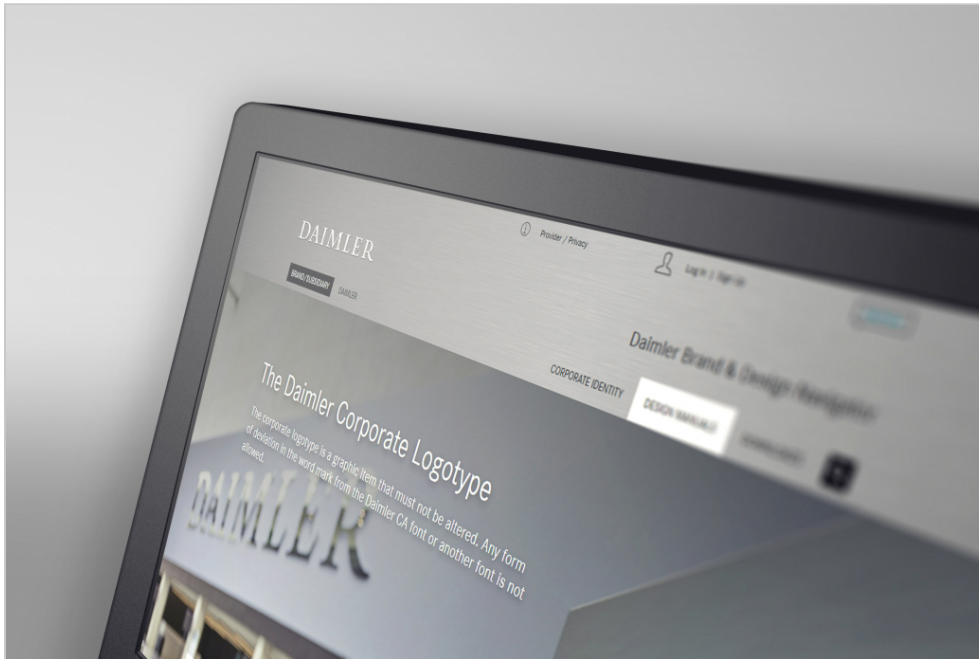 DAIMLER
Provider / Privacy
Log In | Sign Up
BRAND/SUBSIDIARY DAIMLER
Daimler Brand & Design Navigator
CORPORATE IDENTITY DESIGN MANUALS
The Daimler Corporate Logotype
The corporate logotype is a graphic item that must not be altered. Any form
of deviation in the word mark from the Daimler CA font or another font is not
allowed.
DAIMLER